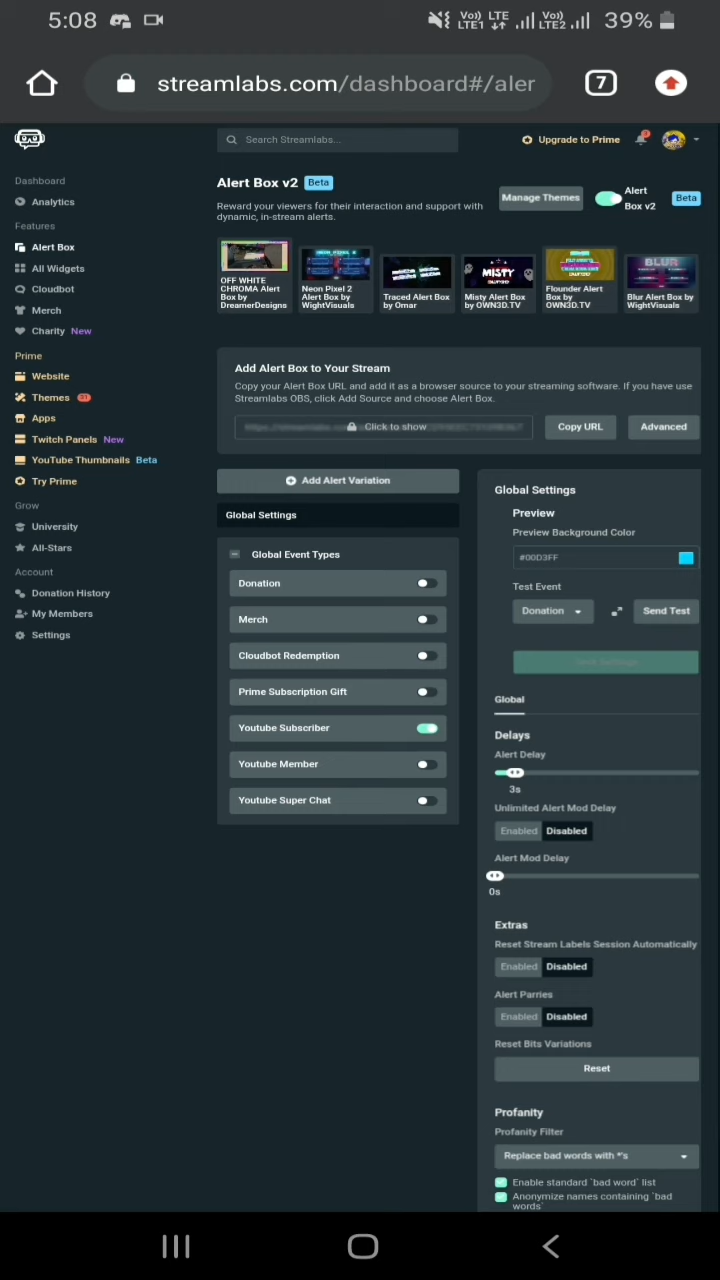 5:08
Vo) LTE Vo)
LTE1 LTE2 39%
streamlabs.com/dashboard#/aler
7
Search Streamlabs...
Upgrade to Prime
Dashboard
Analytics
Features
Alert Box
All Widgets
Cloudbot
Merch
Charity New
Prime
Website
Themes
Apps
Twitch Panels New
YouTube Thumbnails Beta
Try Prime
Grow
University
All-Stars
Account
Donation History
My Members
Settings
Alert Box v2 Beta
Reward your viewers for their interaction and support with
dynamic, in-stream alerts.
Manage Themes
Alert
Box v2
Beta
OFF WHITE
CHROMA Alert
Box by
DreamerDesigns
Neon Pixel 2
Alert Box by
WightVisuals
Traced Alert Box
by Omar
MISTY
Misty Alert Box
by OWN3D.TV
Flounder Alert
Box by
OWN3D.TV
BLUR
Blur Alert Box by
WightVisuals
Add Alert Box to Your Stream
Copy your Alert Box URL and add it as a browser source to your streaming software. If you have use
Streamlabs OBS, click Add Source and choose Alert Box.
Click to show
Copy URL
Advanced
Add Alert Variation
Global Settings
Global Event Types
Donation
Merch
Cloudbot Redemption
Prime Subscription Gift
Youtube Subscriber
Youtube Member
Youtube Super Chat
Global Settings
Preview
Preview Background Color
#00D3FF
Test Event
Donation
Send Test
Global
Delays
Alert Delay
3s
Unlimited Alert Mod Delay
Enabled Disabled
Alert Mod Delay
0s
Extras
Reset Stream Labels Session Automatically
Enabled Disabled
Alert Parries
Enabled Disabled
Reset Bits Variations
Reset
Profanity
Profanity Filter
Replace bad words with *'s
Enable standard `bad word` list
Anonymize names containing `bad
words`